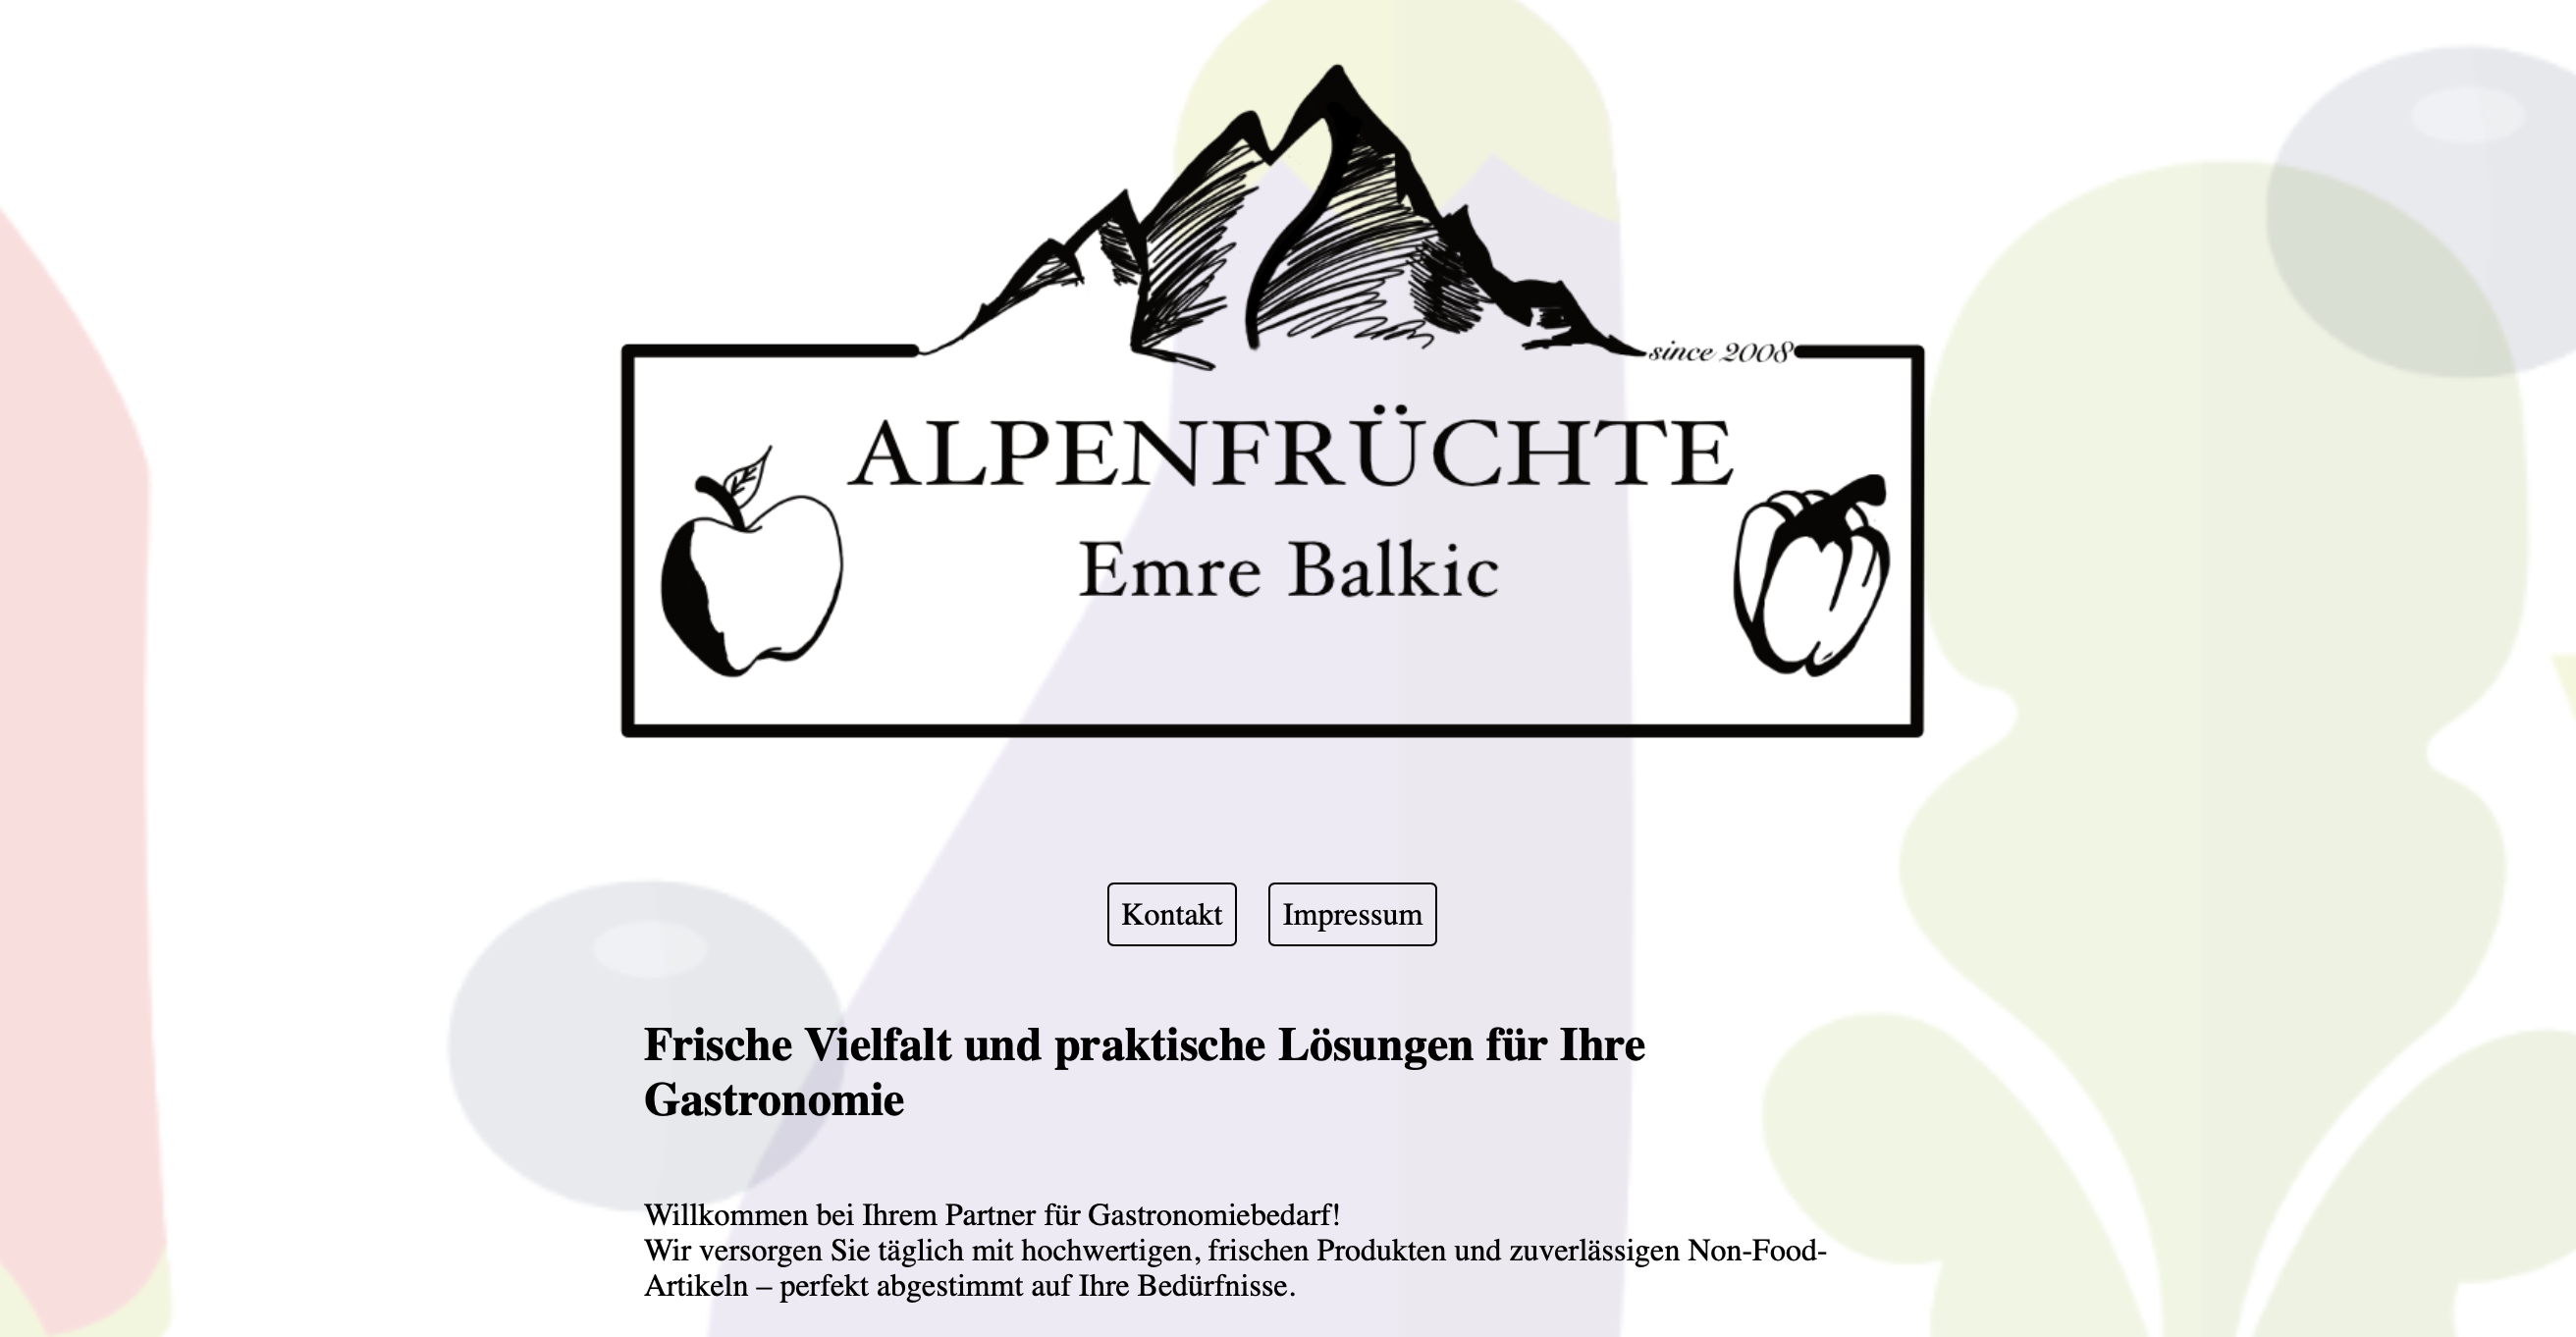 since 2008
ALPENFRÜCHTE
Emre Balkic
Kontakt Impressum
Frische Vielfalt und praktische Lösungen für Ihre
Gastronomie
Willkommen bei Ihrem Partner für Gastronomiebedarf!
Wir versorgen Sie täglich mit hochwertigen, frischen Produkten und zuverlässigen Non-Food-
Artikeln – perfekt abgestimmt auf Ihre Bedürfnisse.